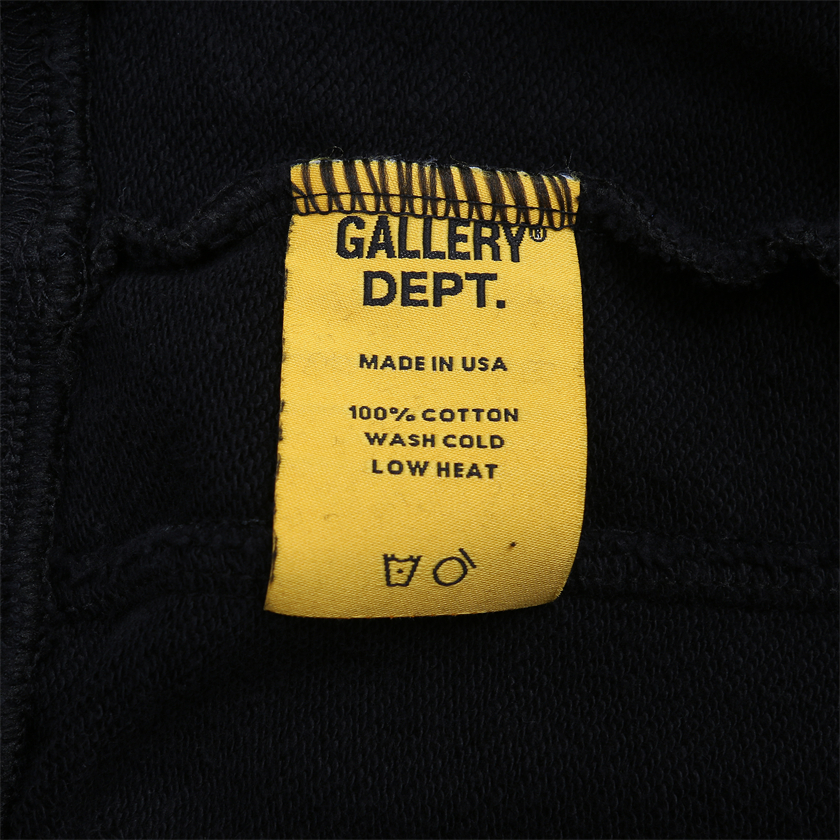 GALLERY®
DEPT.
MADE IN USA
100% COTTON
WASH COLD
LOW HEAT